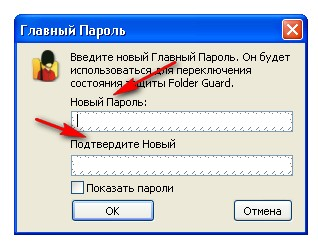 Главный Пароль
Введите новый Главный Пароль. Он будет
использоваться для переключения
состояния защиты Folder Guard.
Новый Пароль:
Подтвердите Новый
Показать пароли
OK
Отмена